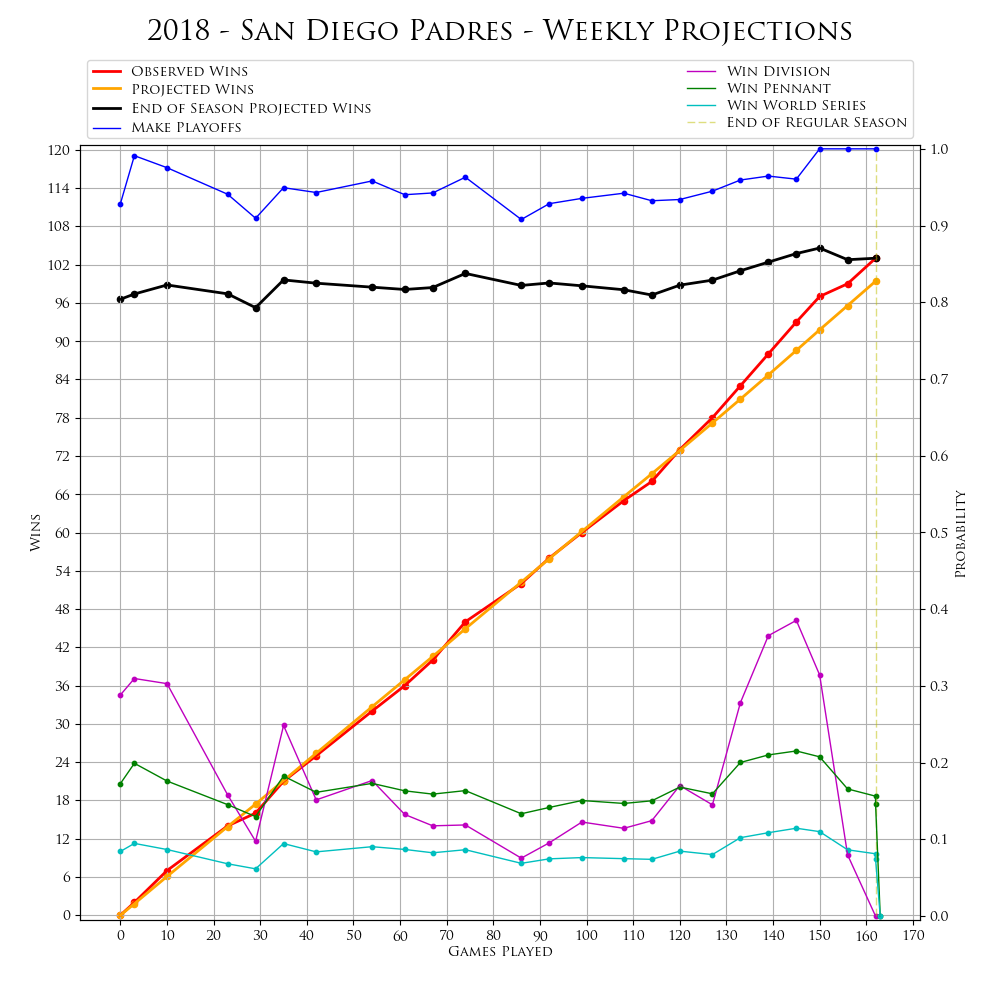 2018 - San Diego Padres - Weekly Projections
Observed Wins
Projected Wins
End of Season Projected Wins
Make Playoffs
Win Division
Win Pennant
Win World Series
End of Regular Season
120
114
108
102
96
90
84
78
72
66
60
54
48
42
36
30
24
18
12
6
0
Wins
1.0
0.9
0.8
0.7
0.6
0.5
0.4
0.3
0.2
0.1
0.0
Probability
0 10 20 30 40 50 60 70 80 90 100 110 120 130 140 150 160 170
Games Played